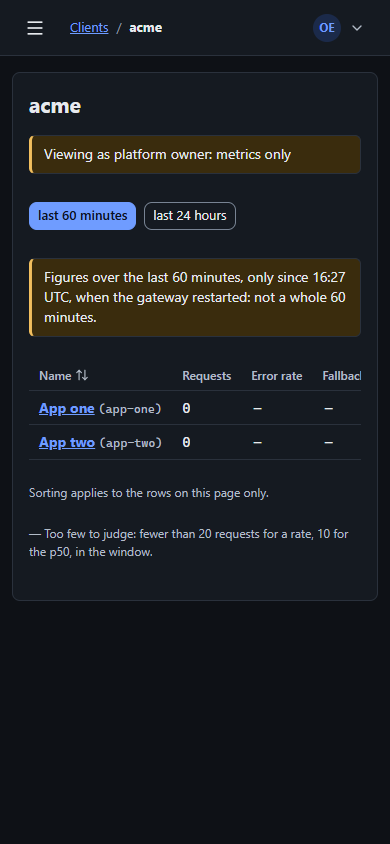 Clients / acme
OE
acme
Viewing as platform owner: metrics only
last 60 minutes
last 24 hours
Figures over the last 60 minutes, only since 16:27
UTC, when the gateway restarted: not a whole 60
minutes.
Name Requests Error rate Fallback
App one (app-one) 0 — —
App two (app-two) 0 — —
Sorting applies to the rows on this page only.
— Too few to judge: fewer than 20 requests for a rate, 10 for
the p50, in the window.